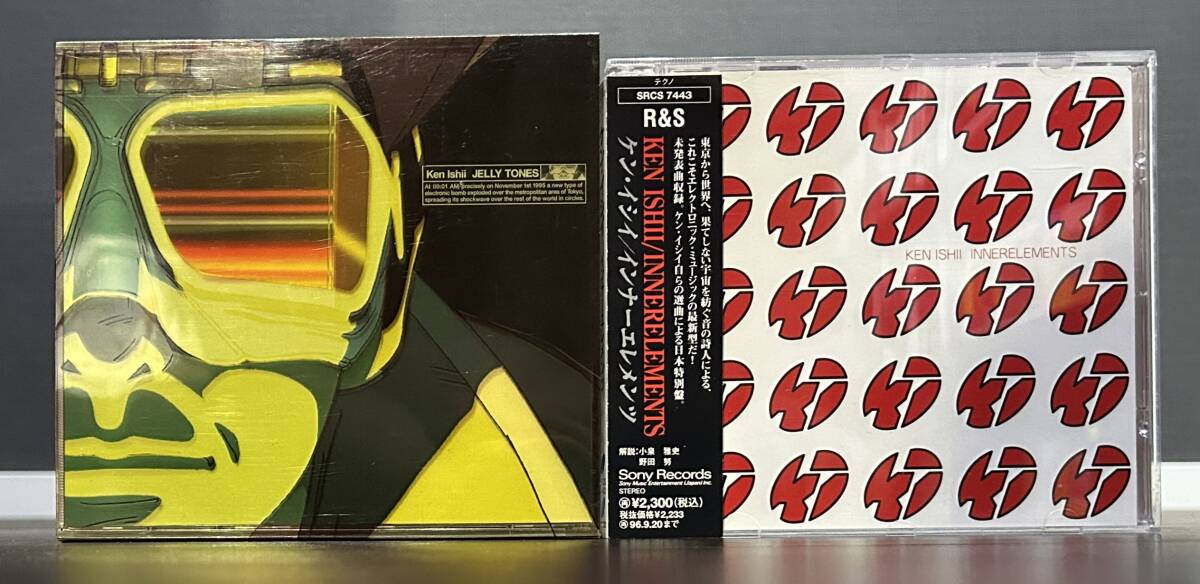 Ken Ishii JELLY TONES
At 00:01 AM precisely on November 1st 1995 a new type of
electronic bomb exploded over the metropolitan area of Tokyo,
spreading its shockwave over the rest of the world in circles.
テクノ
SRCS 7443
R&S
東京から世界へ、果てしない宇宙を紡ぐ音の詩人による、
これこそエレクトロニック・ミュージックの最新型だ!
未発表曲収録、ケン・イシイ自らの選曲による日本特別盤。
KEN ISHII/INNERELEMENTS
ケン・イシイ/インナーエレメンツ
解説:小泉 雅史
野田 努
Sony Records
Sony Music Entertainment (Japan) Inc.
STEREO
再¥2,300(税込)
税抜価格¥2,233
再96.9.20まで
KEN ISHII INNERELEMENTS